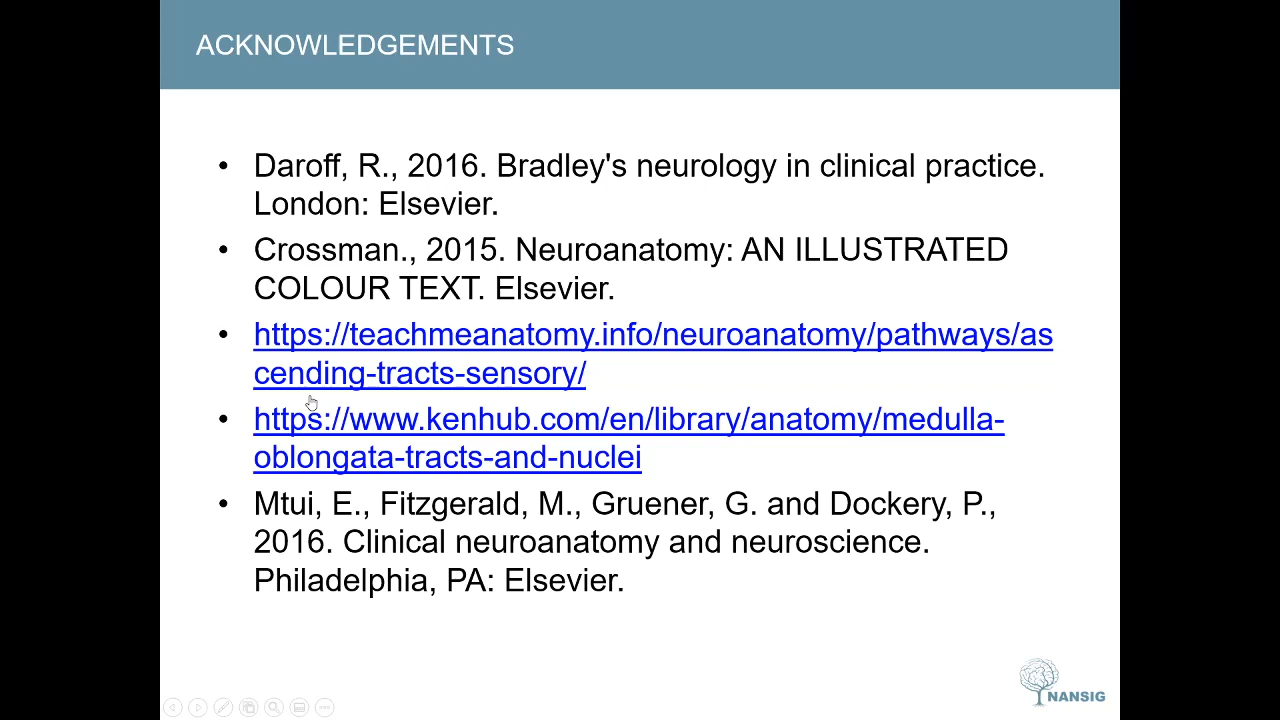 ACKNOWLEDGEMENTS
• Daroff, R., 2016. Bradley's neurology in clinical practice.
London: Elsevier.
• Crossman., 2015. Neuroanatomy: AN ILLUSTRATED
COLOUR TEXT. Elsevier.
• https://teachmeanatomy.info/neuroanatomy/pathways/as
cending-tracts-sensory/
• https://www.kenhub.com/en/library/anatomy/medulla-
oblongata-tracts-and-nuclei
• Mtui, E., Fitzgerald, M., Gruener, G. and Dockery, P.,
2016. Clinical neuroanatomy and neuroscience.
Philadelphia, PA: Elsevier.
NANSIG